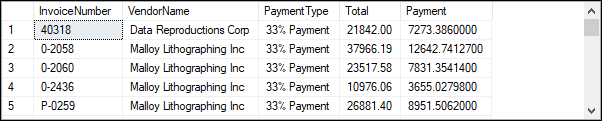 InvoiceNumber VendorName PaymentType Total Payment
1 40318 Data Reproductions Corp 33% Payment 21842.00 7273.3860000
2 0-2058 Malloy Lithographing Inc 33% Payment 37966.19 12642.7412700
3 0-2060 Malloy Lithographing Inc 33% Payment 23517.58 7831.3541400
4 0-2436 Malloy Lithographing Inc 33% Payment 10976.06 3655.0279800
5 P-0259 Malloy Lithographing Inc 33% Payment 26881.40 8951.5062000